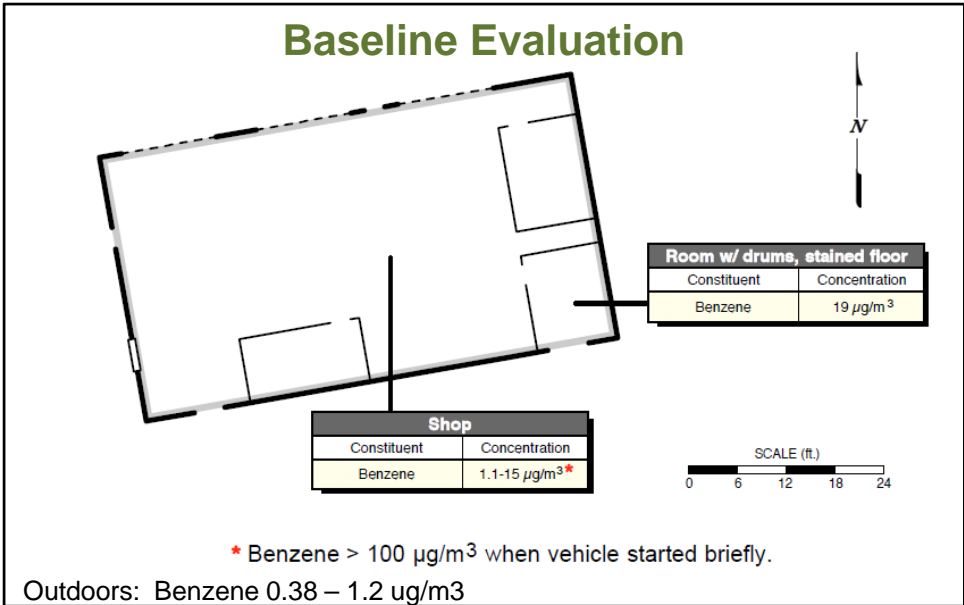 Baseline Evaluation
N
Room w/ drums, stained floor
Constituent Concentration
Benzene 19 µg/m³
Shop
Constituent Concentration
Benzene 1.1-15 µg/m³*
SCALE (ft.)
0 6 12 18 24
* Benzene > 100 µg/m³ when vehicle started briefly.
Outdoors: Benzene 0.38 – 1.2 ug/m3